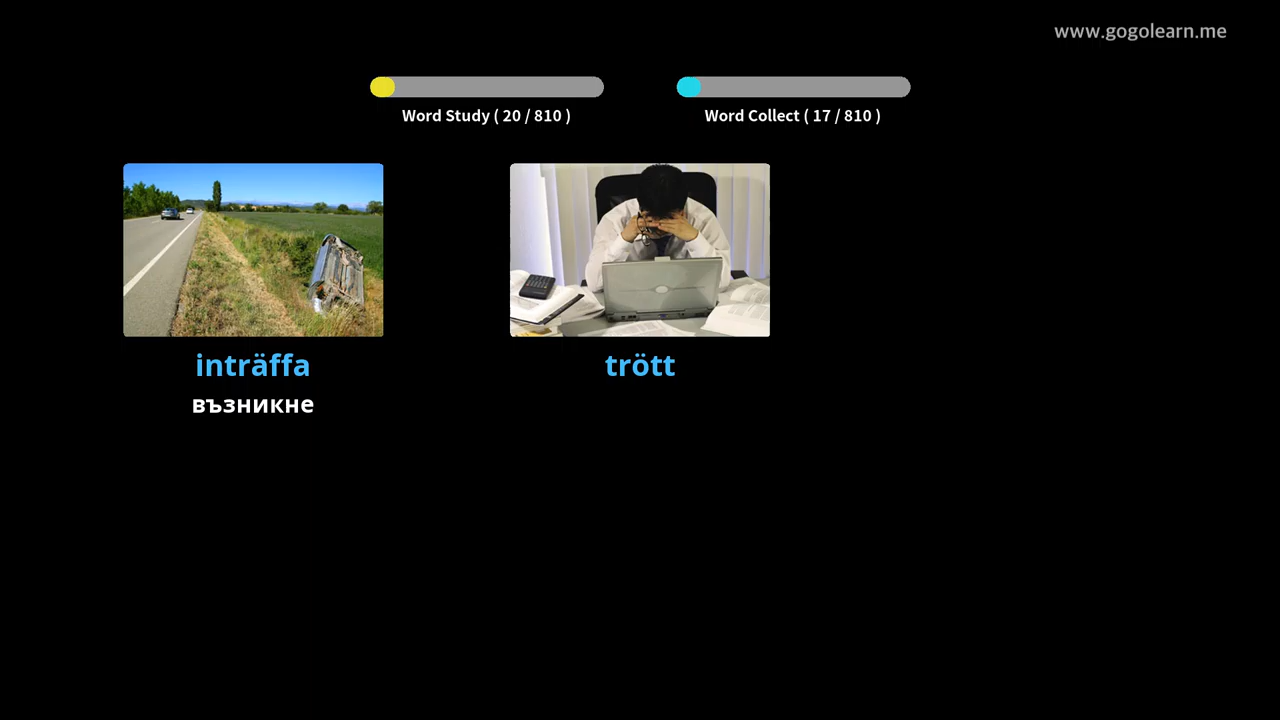 www.gogolearn.me
Word Study ( 20 / 810 )
Word Collect ( 17 / 810 )
inträffa
trött
възникне